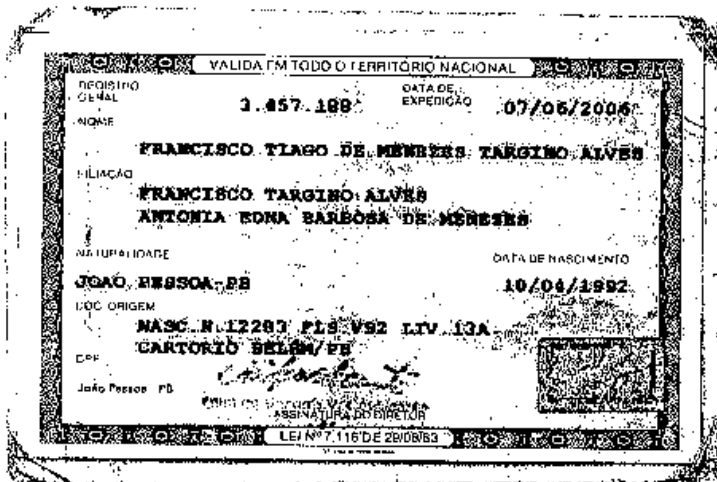 VALIDA EM TODO O TERRITÓRIO NACIONAL
REGISTRO GERAL 3.457.188 DATA DE EXPEDIÇÃO 07/06/2006
NOME
FRANCISCO TIAGO DE MENEZES TARGINO ALVES
FILIAÇÃO
FRANCISCO TARGINO ALVES
ANTONIA EDNA BARBOSA DE MENEZES
NATURALIDADE DATA DE NASCIMENTO
JOAO PESSOA-PB 10/04/1992
DOC ORIGEM
NASC.N.12283 FLS V92 LIV.13A
CARTORIO BELEM/PB
CPF
João Pessoa PB
ASSINATURA DO DIRETOR
LEI Nº 7.116 DE 29/08/83